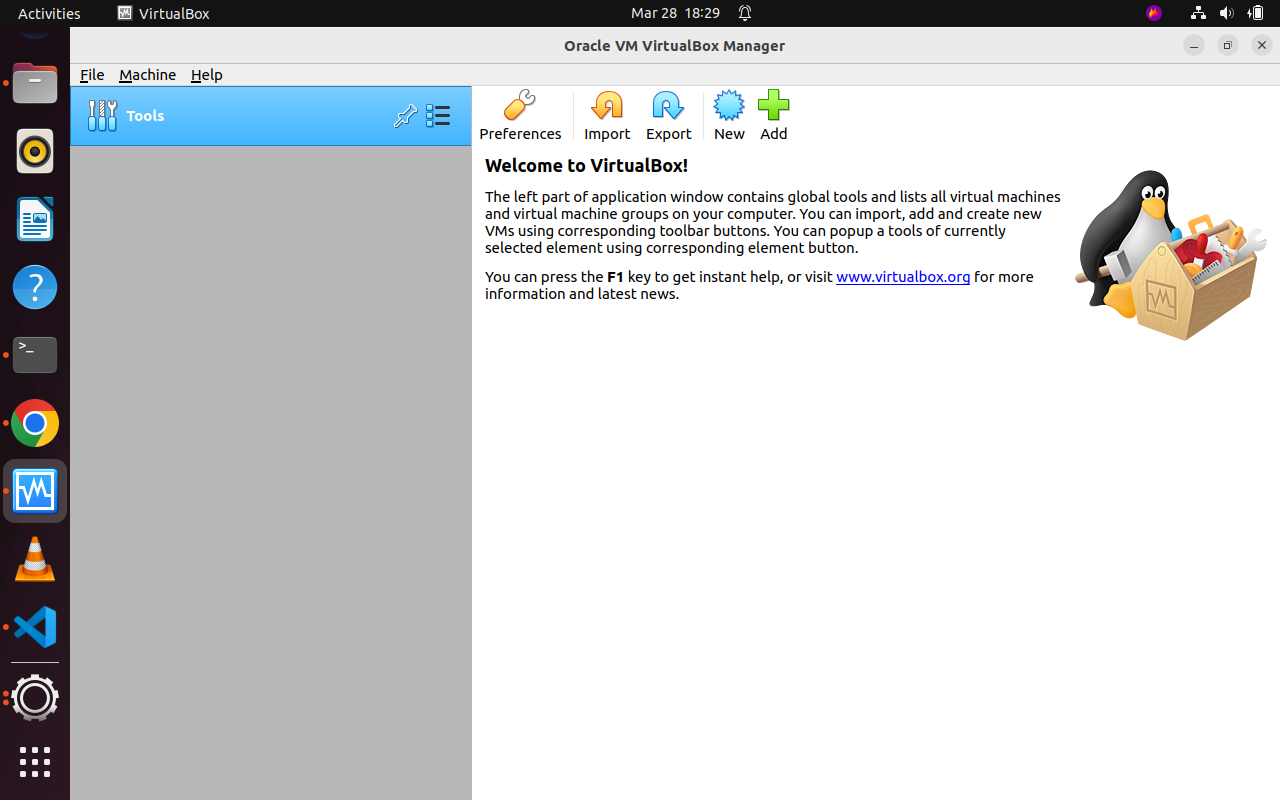 Activities
VirtualBox
Mar 28  18:29
Oracle VM VirtualBox Manager
File
Machine
Help
Tools
Preferences
Import
Export
New
Add
Welcome to VirtualBox!
The left part of application window contains global tools and lists all virtual machines
and virtual machine groups on your computer. You can import, add and create new
VMs using corresponding toolbar buttons. You can popup a tools of currently
selected element using corresponding element button.
You can press the F1 key to get instant help, or visit www.virtualbox.org for more
information and latest news.